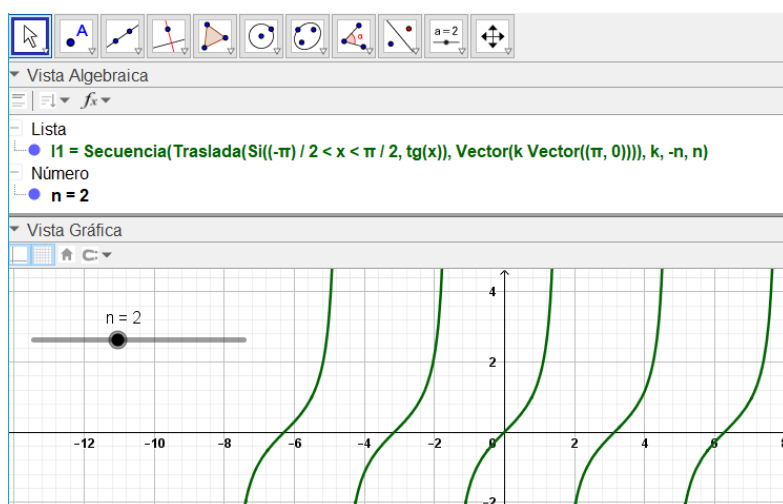 A
α
a=2
Vista Algebraica
fx
Lista
l1 = Secuencia(Traslada(Si((-π) / 2 < x < π / 2, tg(x)), Vector(k Vector((π, 0)))), k, -n, n)
Número
n = 2
Vista Gráfica
n = 2
4
2
-12 -10 -8 -6 -4 -2 0 2 4 6 8
-2